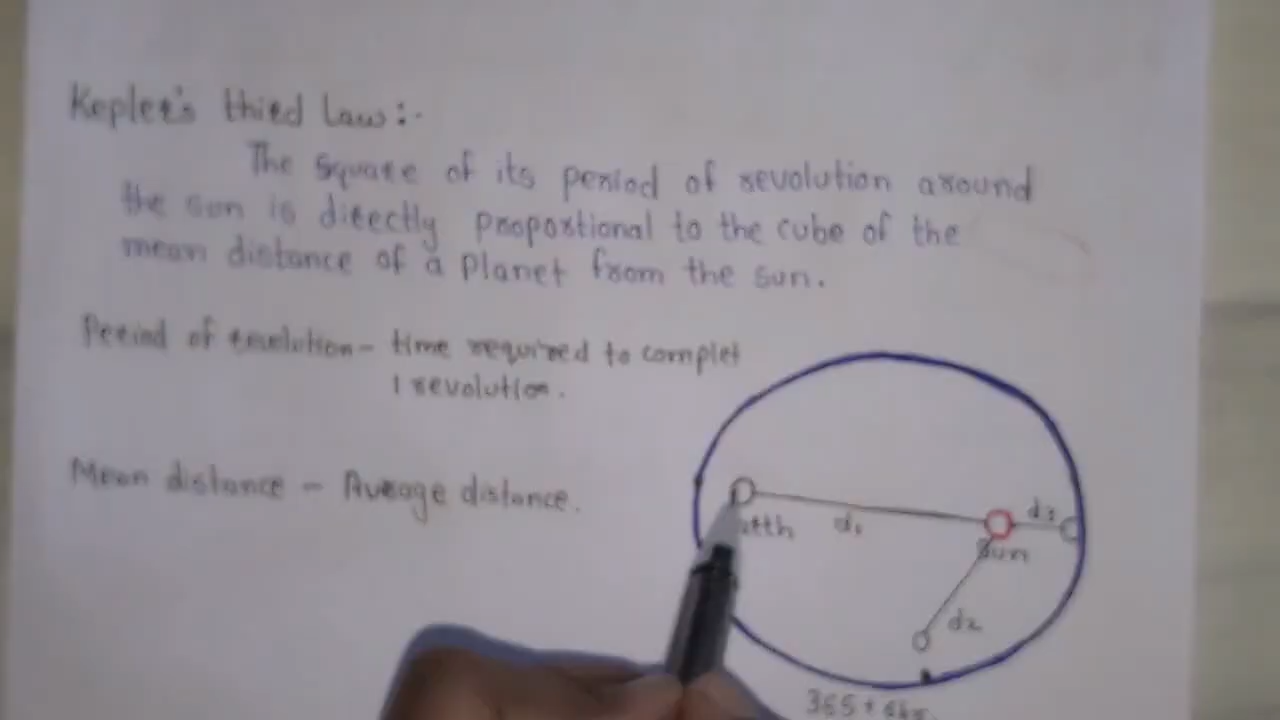 Kepler's third Law:-
The square of its period of revolution around
the sun is directly proportional to the cube of the
mean distance of a planet from the sun.
Period of revolution - time required to complet
1 revolution.
Mean distance - Average distance.
d1
d3
Sun
d2